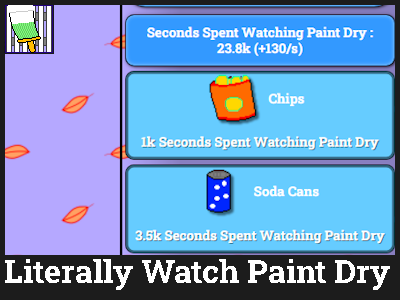 Seconds Spent Watching Paint Dry :
23.8k (+130/s)
Chips
1k Seconds Spent Watching Paint Dry
Soda Cans
3.5k Seconds Spent Watching Paint Dry
Literally Watch Paint Dry